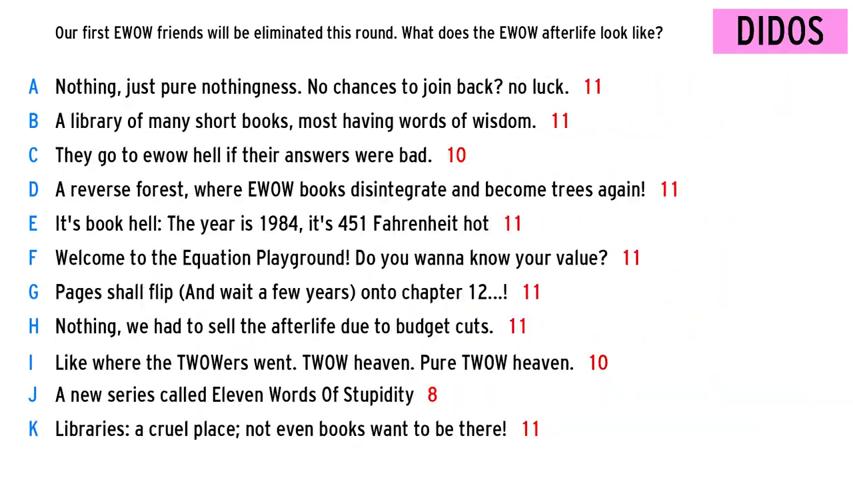 Our first EWOW friends will be eliminated this round. What does the EWOW afterlife look like?
DIDOS
A Nothing, just pure nothingness. No chances to join back? no luck. 11
B A library of many short books, most having words of wisdom. 11
C They go to ewow hell if their answers were bad. 10
D A reverse forest, where EWOW books disintegrate and become trees again! 11
E It's book hell: The year is 1984, it's 451 Fahrenheit hot 11
F Welcome to the Equation Playground! Do you wanna know your value? 11
G Pages shall flip (And wait a few years) onto chapter 12...! 11
H Nothing, we had to sell the afterlife due to budget cuts. 11
I Like where the TWOWers went. TWOW heaven. Pure TWOW heaven. 10
J A new series called Eleven Words Of Stupidity 8
K Libraries: a cruel place; not even books want to be there! 11